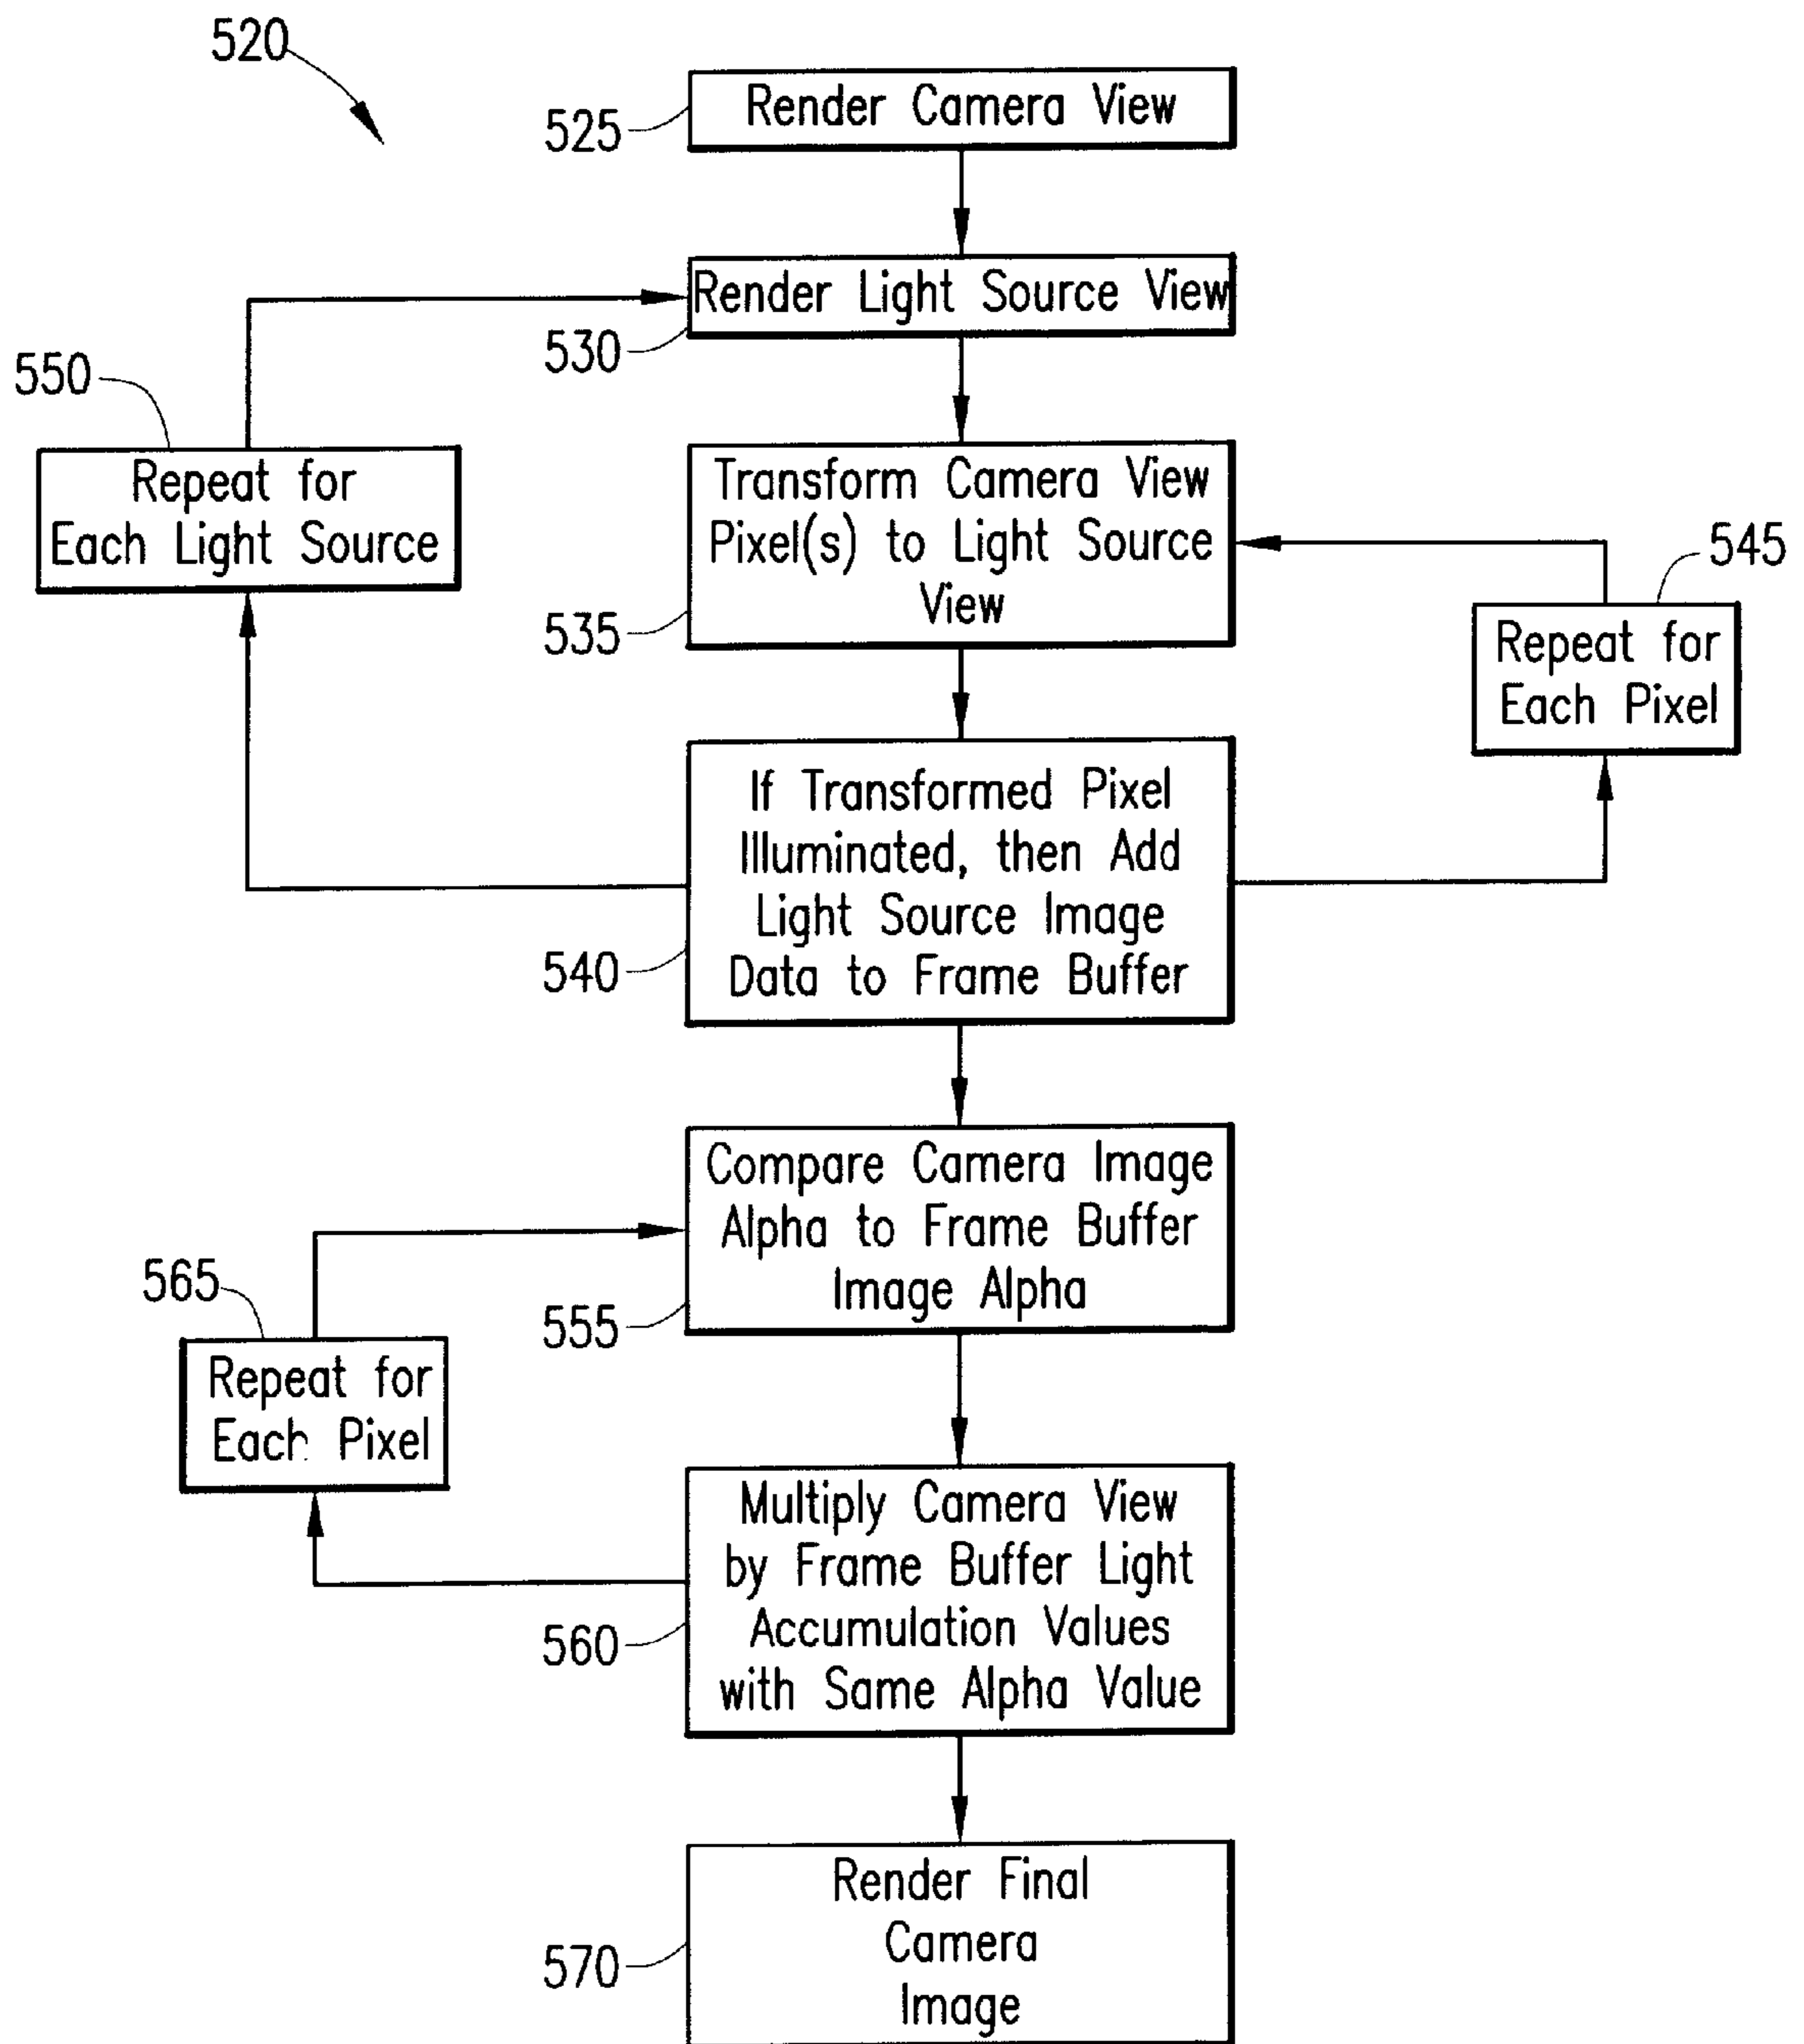 520
Render Camera View
525
Render Light Source View
530
550
Repeat for
Each Light Source
Transform Camera View
Pixel(s) to Light Source
View
535
545
Repeat for
Each Pixel
If Transformed Pixel
Illuminated, then Add
Light Source Image
Data to Frame Buffer
540
Compare Camera Image
Alpha to Frame Buffer
Image Alpha
555
565
Repeat for
Each Pixel
Multiply Camera View
by Frame Buffer Light
Accumulation Values
with Same Alpha Value
560
Render Final
Camera
Image
570